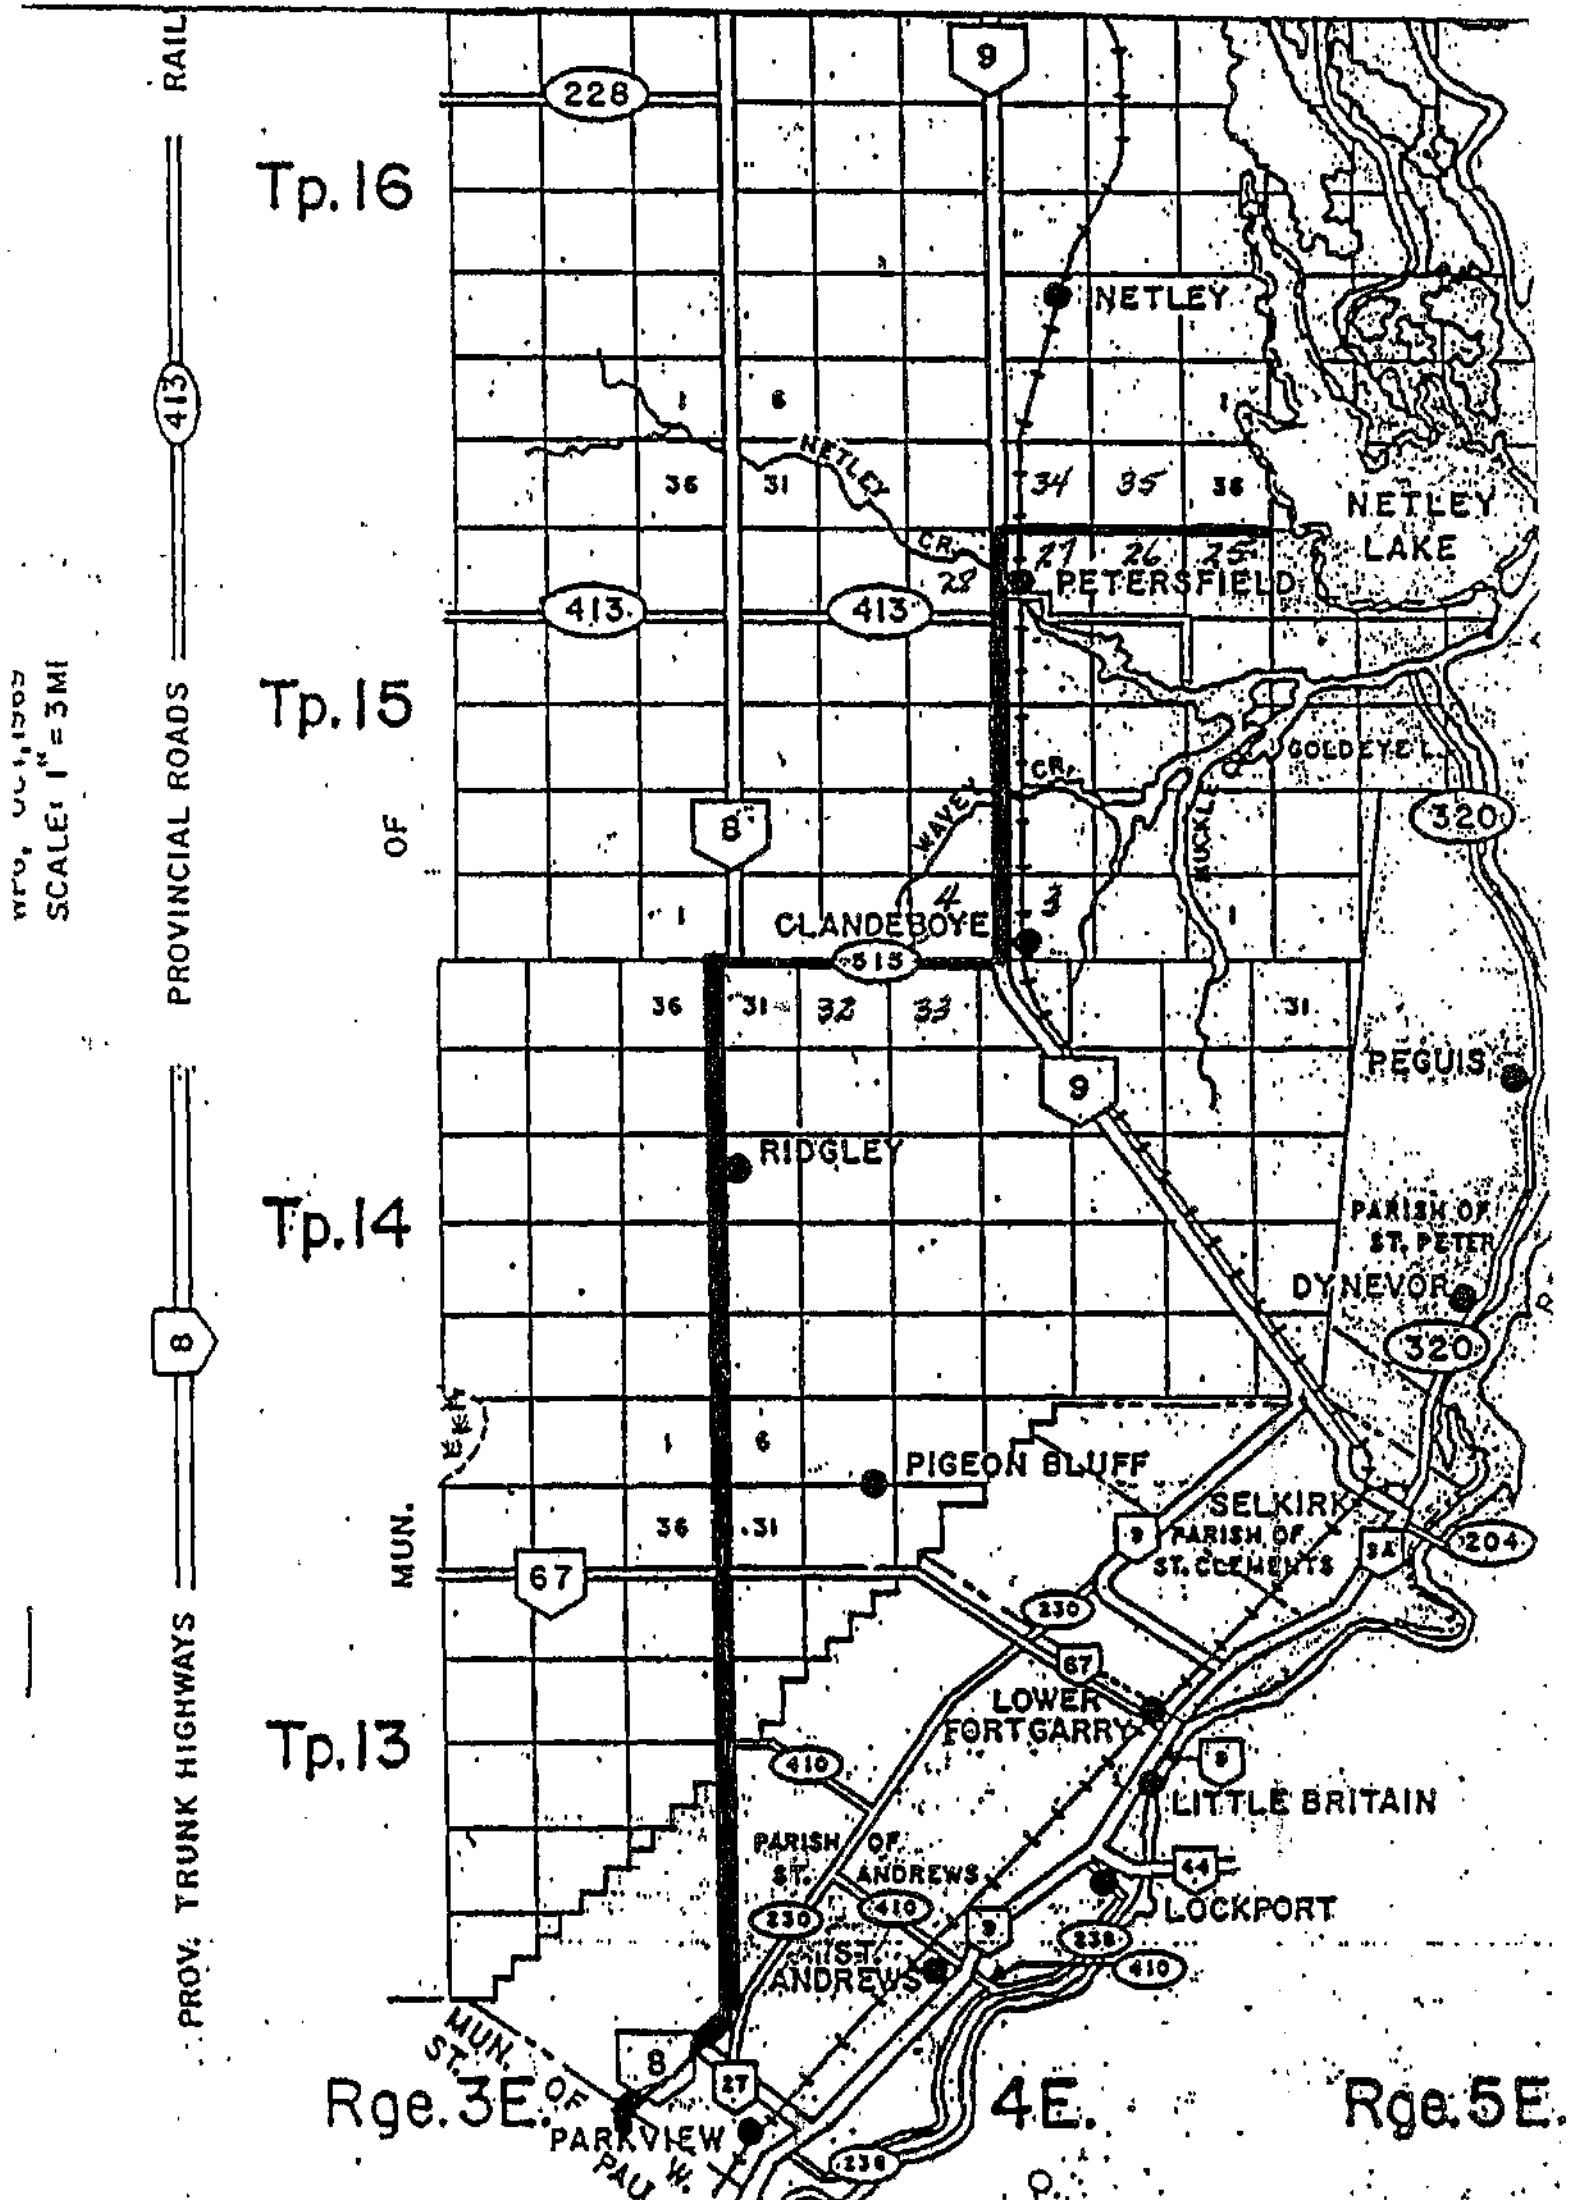 RAIL
9
228
Tp.16
NETLEY
413
1
6
1
NETLEY
CR.
36
31
34
35
36
NETLEY
LAKE
27
26
25
28
PETERSFIELD
413
413
SCALE: 1" = 3MI
PROVINCIAL ROADS
Tp.15
GOLDEYE L.
CR.
WAVEY
MUCKLE
8
320
OF
4
3
1
1
CLANDEBOYE
515
36
31
32
33
31
9
PEGUIS
RIDGLEY
Tp.14
PARISH OF
ST. PETER
DYNEVOR
8
320
1
6
PIGEON BLUFF
SELKIRK
36
31
MUN.
9
PARISH OF
ST. CLEMENTS
9A
204
67
230
67
PROV. TRUNK HIGHWAYS
LOWER
FORT GARRY
Tp.13
410
9
LITTLE BRITAIN
PARISH OF
ST. ANDREWS
44
LOCKPORT
230
410
9
238
410
ST.
ANDREWS
MUN. OF
ST.
8
27
Rge. 3E.
4E.
Rge. 5E.
PARKVIEW
PAU
W.
238